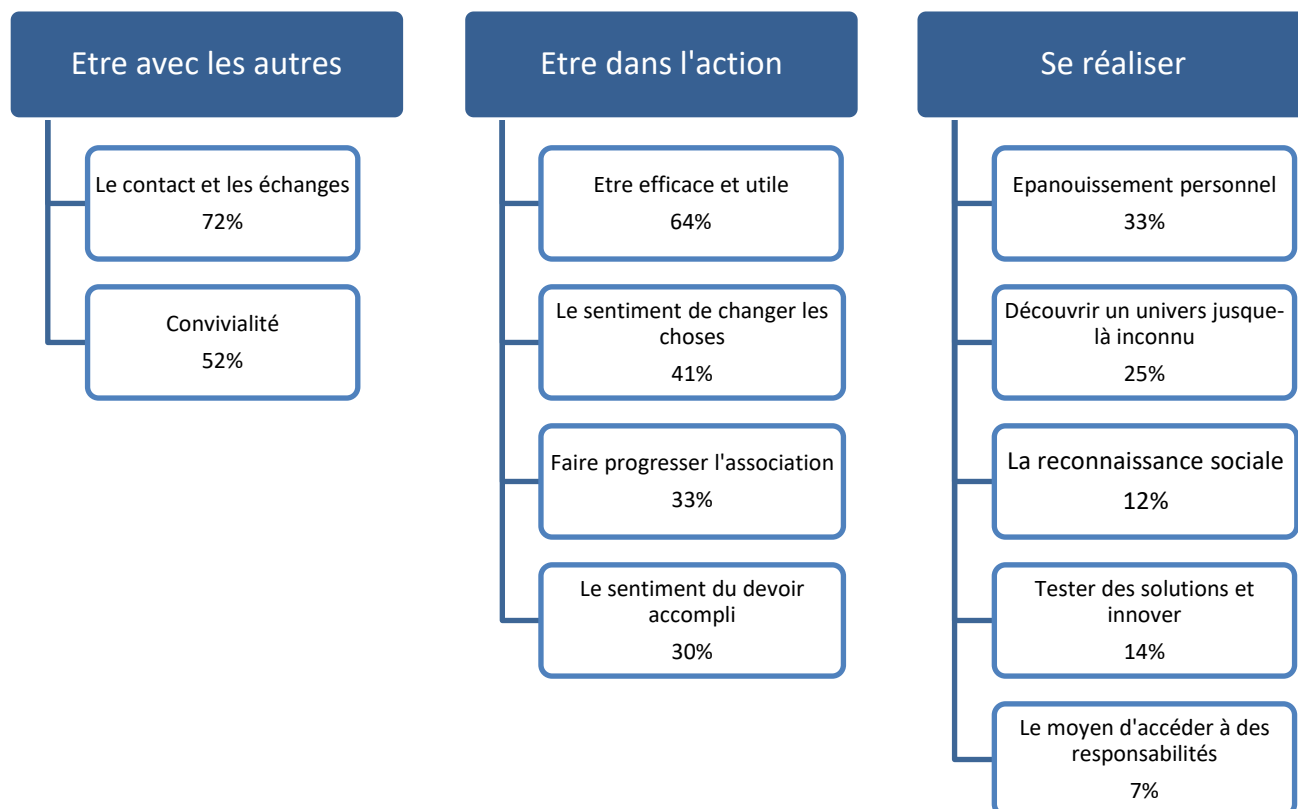 Etre avec les autres
Le contact et les échanges
72%
Convivialité
52%
Etre dans l'action
Etre efficace et utile
64%
Le sentiment de changer les
choses
41%
Faire progresser l'association
33%
Le sentiment du devoir
accompli
30%
Se réaliser
Epanouissement personnel
33%
Découvrir un univers jusque-
là inconnu
25%
La reconnaissance sociale
12%
Tester des solutions et
innover
14%
Le moyen d'accéder à des
responsabilités
7%